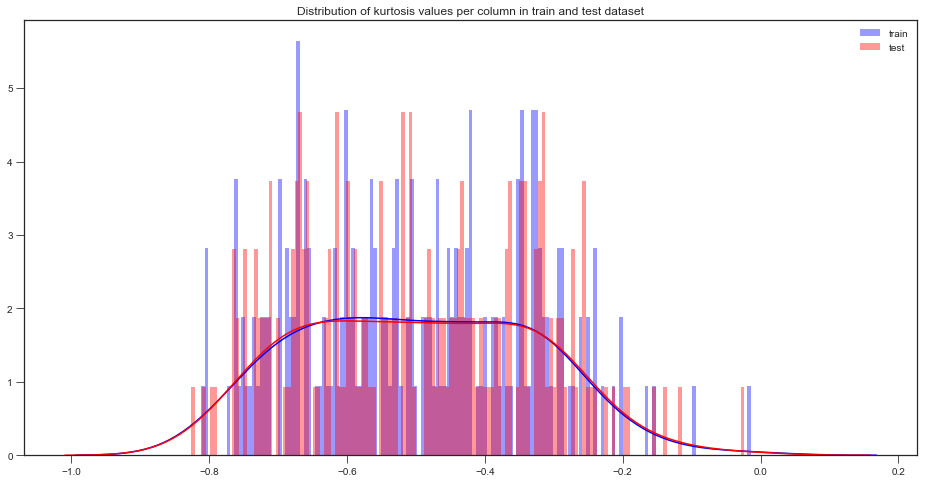 Distribution of kurtosis values per column in train and test dataset
train
test
5
4
3
2
1
0
−1.0 −0.8 −0.6 −0.4 −0.2 0.0 0.2